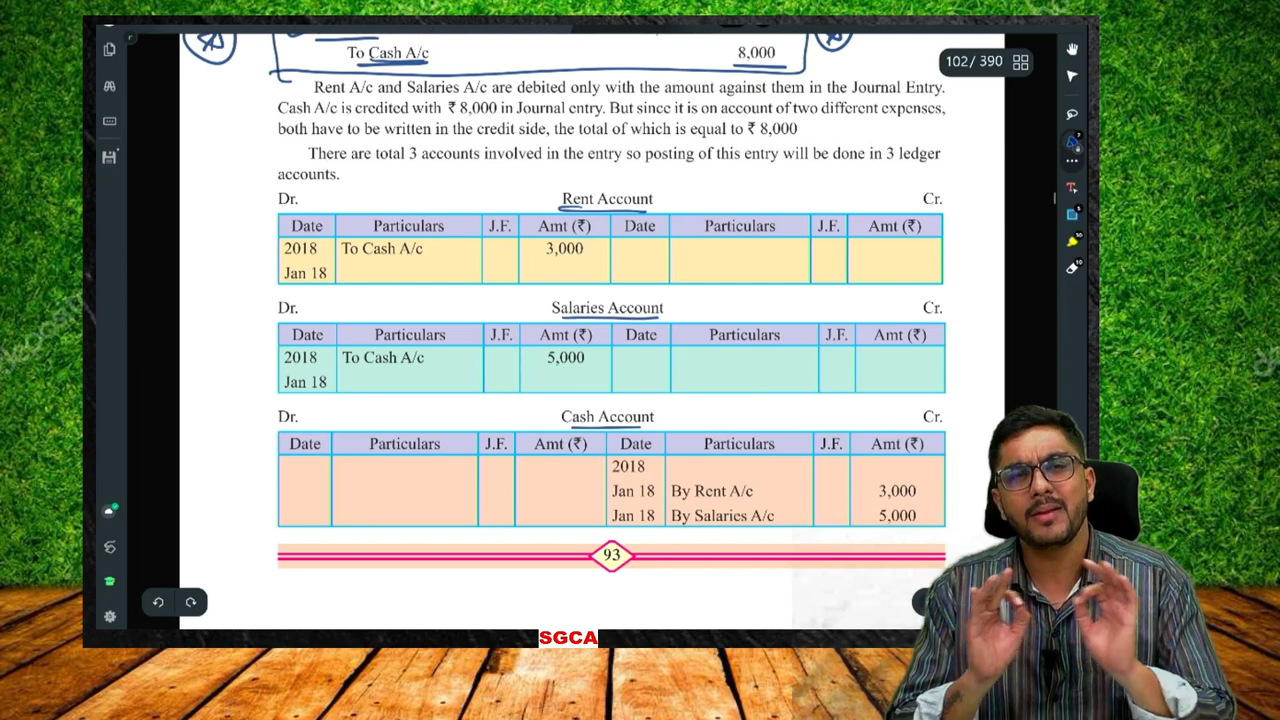 To Cash A/c 8,000
102 / 390
Rent A/c and Salaries A/c are debited only with the amount against them in the Journal Entry.
Cash A/c is credited with ₹ 8,000 in Journal entry. But since it is on account of two different expenses,
both have to be written in the credit side, the total of which is equal to ₹ 8,000
There are total 3 accounts involved in the entry so posting of this entry will be done in 3 ledger
accounts.
Dr. Rent Account Cr.
Date Particulars J.F. Amt (₹) Date Particulars J.F. Amt (₹)
2018 To Cash A/c 3,000
Jan 18
Dr. Salaries Account Cr.
Date Particulars J.F. Amt (₹) Date Particulars J.F. Amt (₹)
2018 To Cash A/c 5,000
Jan 18
Dr. Cash Account Cr.
Date Particulars J.F. Amt (₹) Date Particulars J.F. Amt (₹)
2018
Jan 18 By Rent A/c 3,000
Jan 18 By Salaries A/c 5,000
93
SGCA